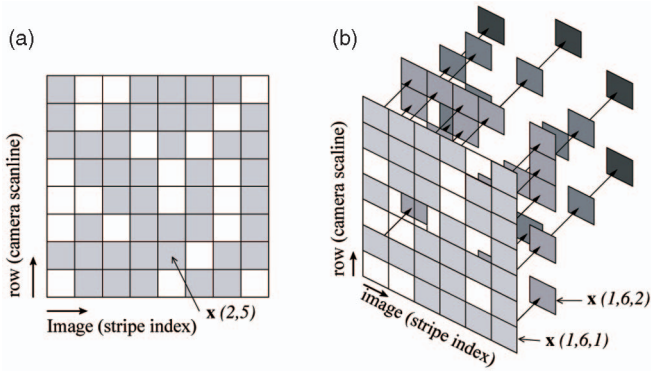 (a)
row (camera scanline)
Image (stripe index)
x (2,5)
(b)
row (camera scaline)
image (stripe index)
x (1,6,2)
x (1,6,1)